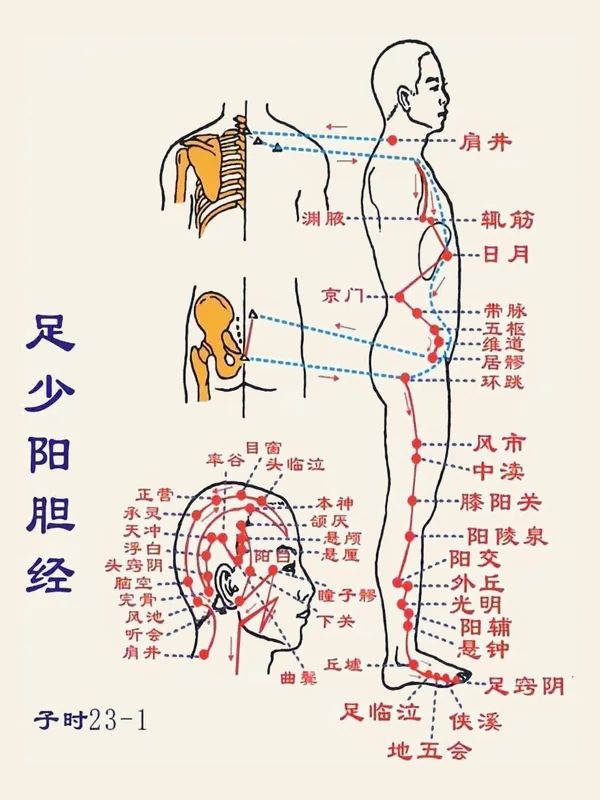 足少阳胆经
子时23-1
肩井
渊腋
辄筋
日月
京门
带脉
五枢
维道
居髎
环跳
风市
中渎
膝阳关
阳陵泉
阳交
外丘
光明
阳辅
悬钟
丘墟
足窍阴
足临泣
侠溪
地五会
目窗
率谷
头临泣
正营
承灵
天冲
浮白
头窍阴
脑空
完骨
风池
听会
肩井
本神
颔厌
悬颅
悬厘
阳白
瞳子髎
下关
曲鬓